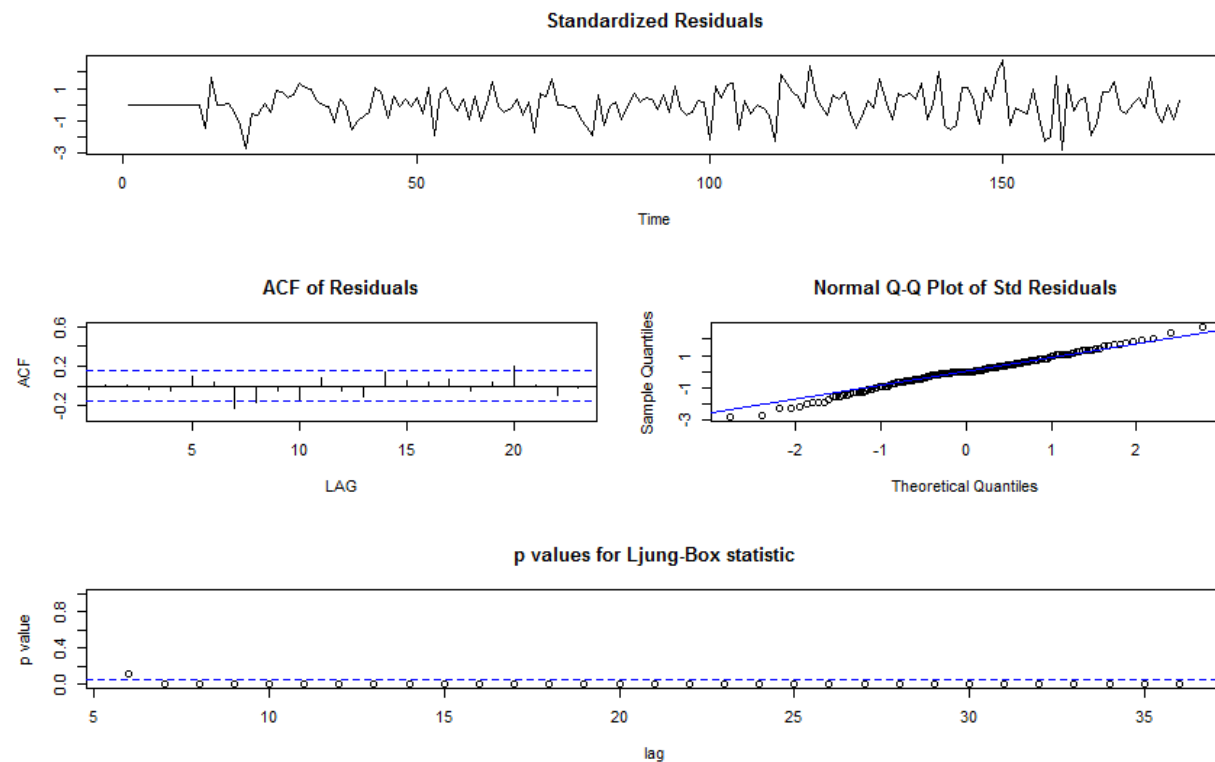 Standardized Residuals
1
-1
-3
0 50 100 150
Time
ACF of Residuals
ACF
0.6
0.2
-0.2
5 10 15 20
LAG
Normal Q-Q Plot of Std Residuals
Sample Quantiles
1
-1
-3
-2 -1 0 1 2
Theoretical Quantiles
p values for Ljung-Box statistic
p value
0.8
0.4
0.0
5 10 15 20 25 30 35
lag